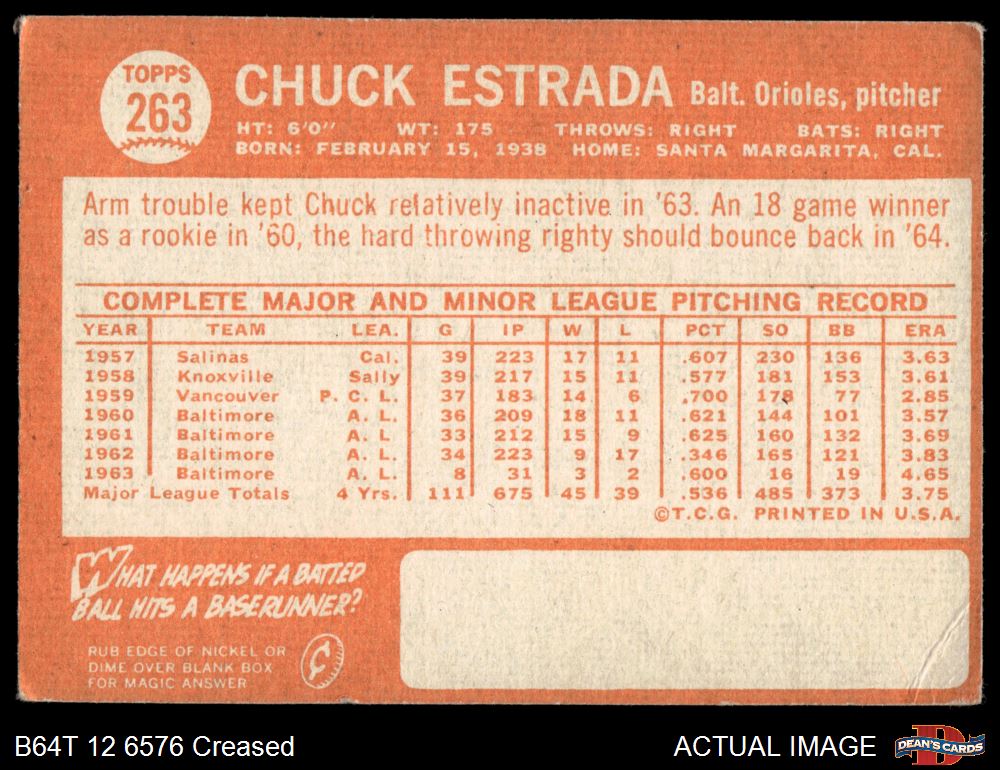 TOPPS
263
CHUCK ESTRADA Balt. Orioles, pitcher
HT: 6'0" WT: 175 THROWS: RIGHT BATS: RIGHT
BORN: FEBRUARY 15, 1938 HOME: SANTA MARGARITA, CAL.
Arm trouble kept Chuck relatively inactive in '63. An 18 game winner
as a rookie in '60, the hard throwing righty should bounce back in '64.
COMPLETE MAJOR AND MINOR LEAGUE PITCHING RECORD
YEAR TEAM LEA. G IP W L PCT SO BB ERA
1957 Salinas Cal. 39 223 17 11 .607 230 136 3.63
1958 Knoxville Sally 39 217 15 11 .577 181 153 3.61
1959 Vancouver P. C. L. 37 183 14 6 .700 77 2.85
1960 Baltimore A. L. 36 209 18 11 .621 144 101 3.57
1961 Baltimore A. L. 33 212 15 9 .625 160 132 3.69
1962 Baltimore A. L. 34 223 9 17 .346 165 121 3.83
1963 Baltimore A. L. 8 31 3 2 .600 16 19 4.65
Major League Totals 4 Yrs. 111 675 45 39 .536 485 373 3.75
©T.C.G. PRINTED IN U.S.A.
WHAT HAPPENS IF A BATTED
BALL HITS A BASERUNNER?
RUB EDGE OF NICKEL OR
DIME OVER BLANK BOX
FOR MAGIC ANSWER
¢
B64T 12 6576 Creased
ACTUAL IMAGE
DEAN'S CARDS